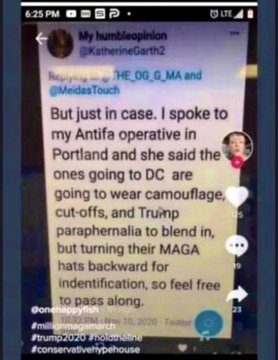 6:25 PM
LTE
My humbleopinion
@KatherineGarth2
Replying to @THE_OG_G_MA and
@MeidasTouch
But just in case. I spoke to
my Antifa operative in
Portland and she said the
ones going to DC are
going to wear camouflage,
cut-offs, and Trump
paraphernalia to blend in,
but turning their MAGA
hats backward for
indentification, so feel free
to pass along.
10, 2020 · Twitter
19
23
@onehappyfish
#millionmagamarch
#trump2020 #holdtheline
#conservativehypehouse